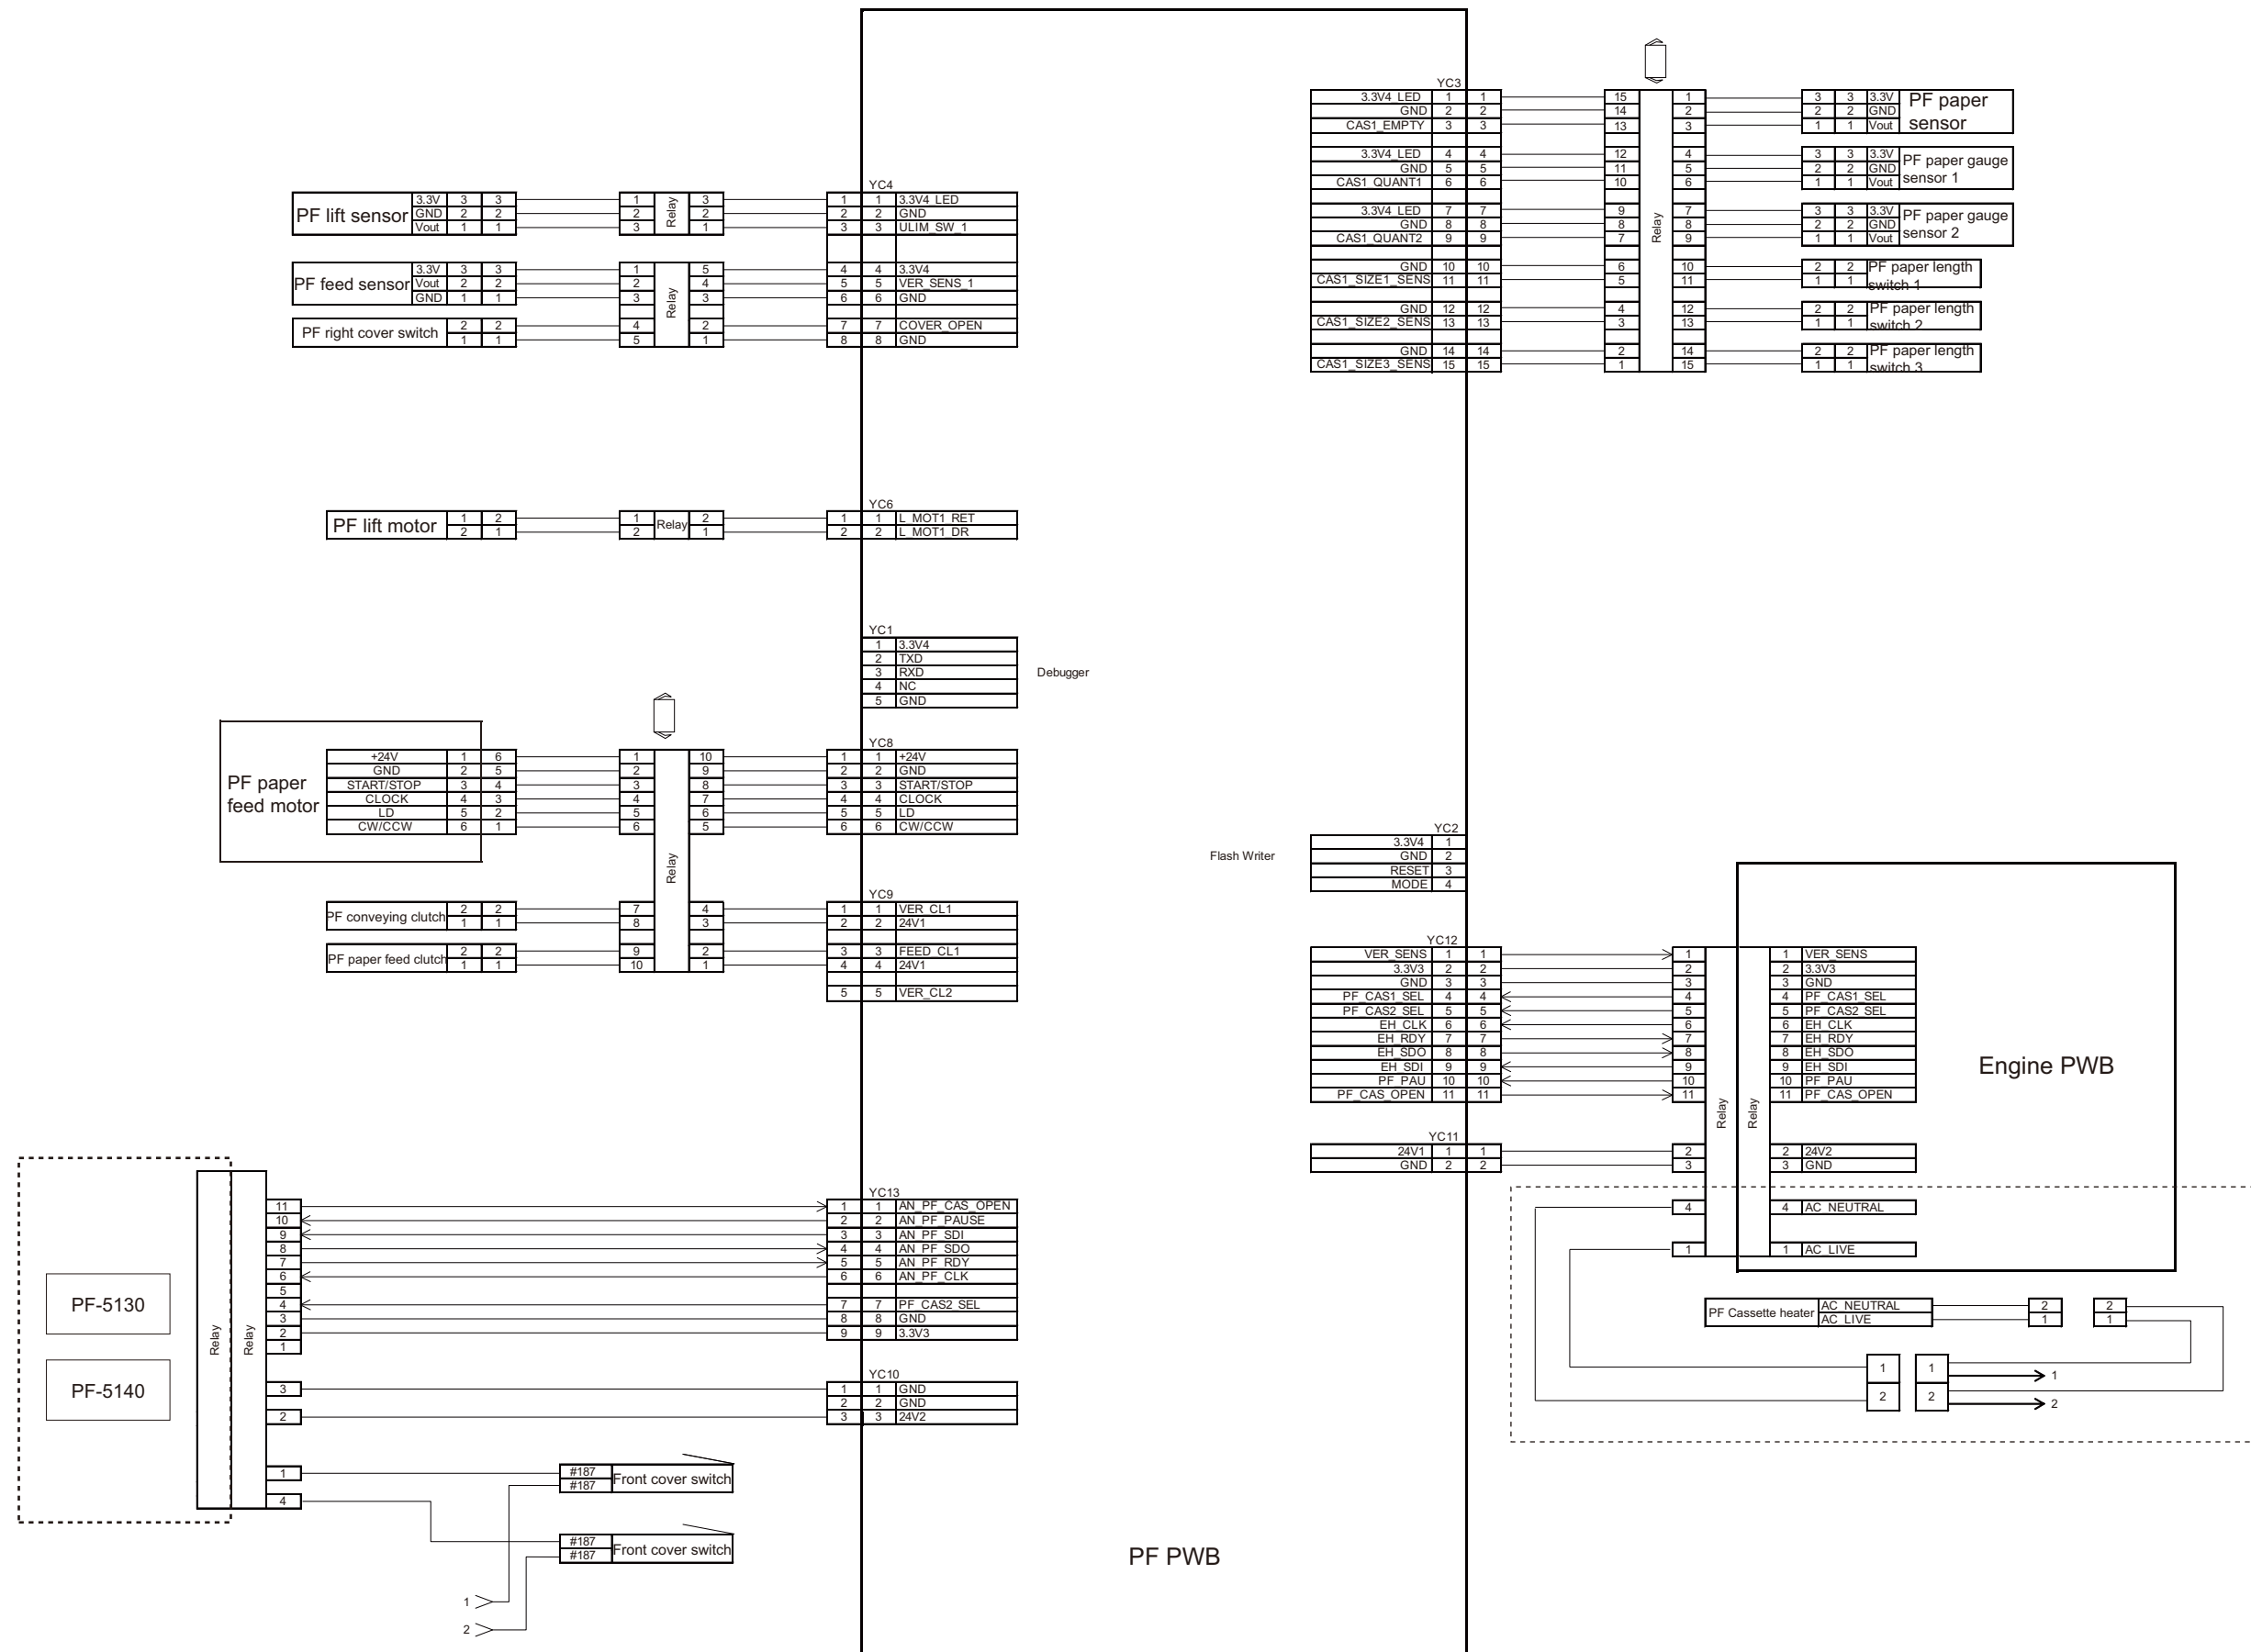 YC4
PF lift sensor 3.3V 3 3 1 3 1 1 3.3V4_LED
GND 2 2 2 Relay 2 2 2 GND
Vout 1 1 3 1 3 3 ULIM_SW_1
PF feed sensor 3.3V 3 3 1 5 4 4 3.3V4
Vout 2 2 2 4 5 5 VER_SENS_1
GND 1 1 3 Relay 3 6 6 GND
PF right cover switch 2 2 4 2 7 7 COVER_OPEN
1 1 5 1 8 8 GND
YC6
PF lift motor 1 2 1 Relay 2 1 1 L_MOT1_RET
2 1 2 1 2 2 L_MOT1_DR
YC1
1 3.3V4
2 TXD
3 RXD
4 NC
5 GND
Debugger
YC8
PF paper
feed motor
+24V 1 6 1 10 1 1 +24V
GND 2 5 2 9 2 2 GND
START/STOP 3 4 3 8 3 3 START/STOP
CLOCK 4 3 4 7 4 4 CLOCK
LD 5 2 5 6 5 5 LD
CW/CCW 6 1 6 5 6 6 CW/CCW
Relay
YC9
PF conveying clutch 2 2 7 4 1 1 VER_CL1
1 1 8 3 2 2 24V1
PF paper feed clutch 2 2 9 2 3 3 FEED_CL1
1 1 10 1 4 4 24V1
5 5 VER_CL2
PF-5130
PF-5140
Relay
Relay
YC13
11 1 1 AN_PF_CAS_OPEN
10 2 2 AN_PF_PAUSE
9 3 3 AN_PF_SDI
8 4 4 AN_PF_SDO
7 5 5 AN_PF_RDY
6 6 6 AN_PF_CLK
5
4 7 7 PF_CAS2_SEL
3 8 8 GND
2 9 9 3.3V3
1
YC10
3 1 1 GND
2 2 GND
2 3 3 24V2
1 #187 Front cover switch
#187
4
#187 Front cover switch
#187
1
2
PF PWB
YC3
3.3V4_LED 1 1 15 1 3 3 3.3V PF paper
GND 2 2 14 2 2 2 GND sensor
CAS1_EMPTY 3 3 13 3 1 1 Vout
3.3V4_LED 4 4 12 4 3 3 3.3V PF paper gauge
GND 5 5 11 5 2 2 GND sensor 1
CAS1_QUANT1 6 6 10 6 1 1 Vout
3.3V4_LED 7 7 9 7 3 3 3.3V PF paper gauge
GND 8 8 8 8 2 2 GND sensor 2
CAS1_QUANT2 9 9 7 9 1 1 Vout
Relay
GND 10 10 6 10 2 2 PF paper length
CAS1_SIZE1_SENS 11 11 5 11 1 1 switch 1
GND 12 12 4 12 2 2 PF paper length
CAS1_SIZE2_SENS 13 13 3 13 1 1 switch 2
GND 14 14 2 14 2 2 PF paper length
CAS1_SIZE3_SENS 15 15 1 15 1 1 switch 3
YC2
3.3V4 1
GND 2
RESET 3
MODE 4
Flash Writer
YC12
VER_SENS 1 1 1 1 VER_SENS
3.3V3 2 2 2 2 3.3V3
GND 3 3 3 3 GND
PF_CAS1_SEL 4 4 4 4 PF_CAS1_SEL
PF_CAS2_SEL 5 5 5 5 PF_CAS2_SEL
EH_CLK 6 6 6 6 EH_CLK
EH_RDY 7 7 7 7 EH_RDY
EH_SDO 8 8 8 8 EH_SDO
EH_SDI 9 9 9 9 EH_SDI
PF_PAU 10 10 10 10 PF_PAU
PF_CAS_OPEN 11 11 11 11 PF_CAS_OPEN
Engine PWB
Relay
Relay
YC11
24V1 1 1 2 2 24V2
GND 2 2 3 3 GND
4 4 AC_NEUTRAL
1 1 AC_LIVE
PF Cassette heater AC_NEUTRAL 2 2
AC_LIVE 1 1
1 1 1
2 2 2